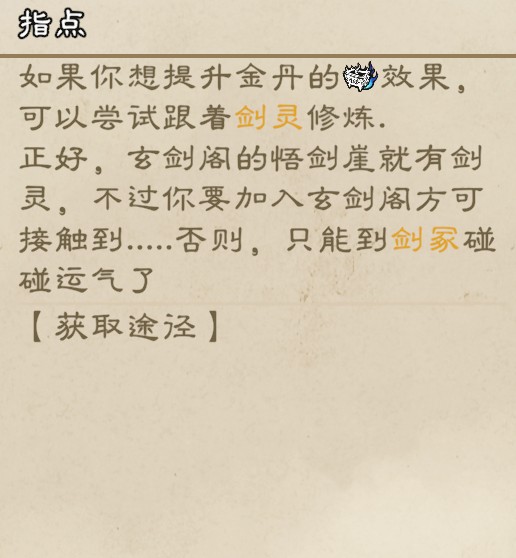 指点
如果你想提升金丹的效果，
可以尝试跟着剑灵修炼.
正好，玄剑阁的悟剑崖就有剑
灵，不过你要加入玄剑阁方可
接触到.....否则，只能到剑冢碰
碰运气了
【获取途径】